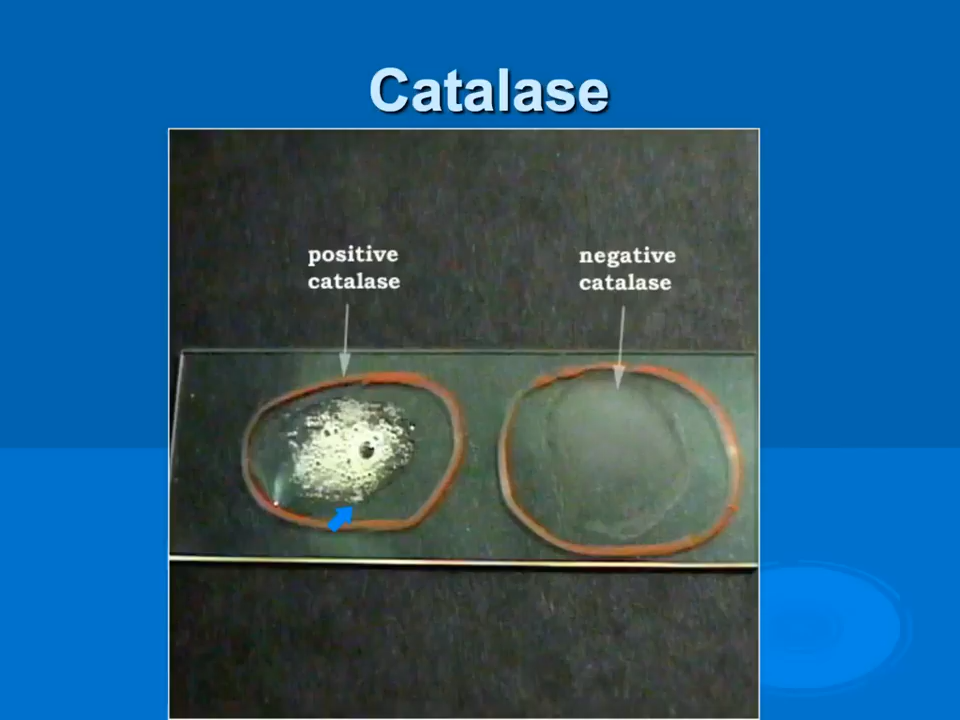 Catalase
positive
catalase
negative
catalase